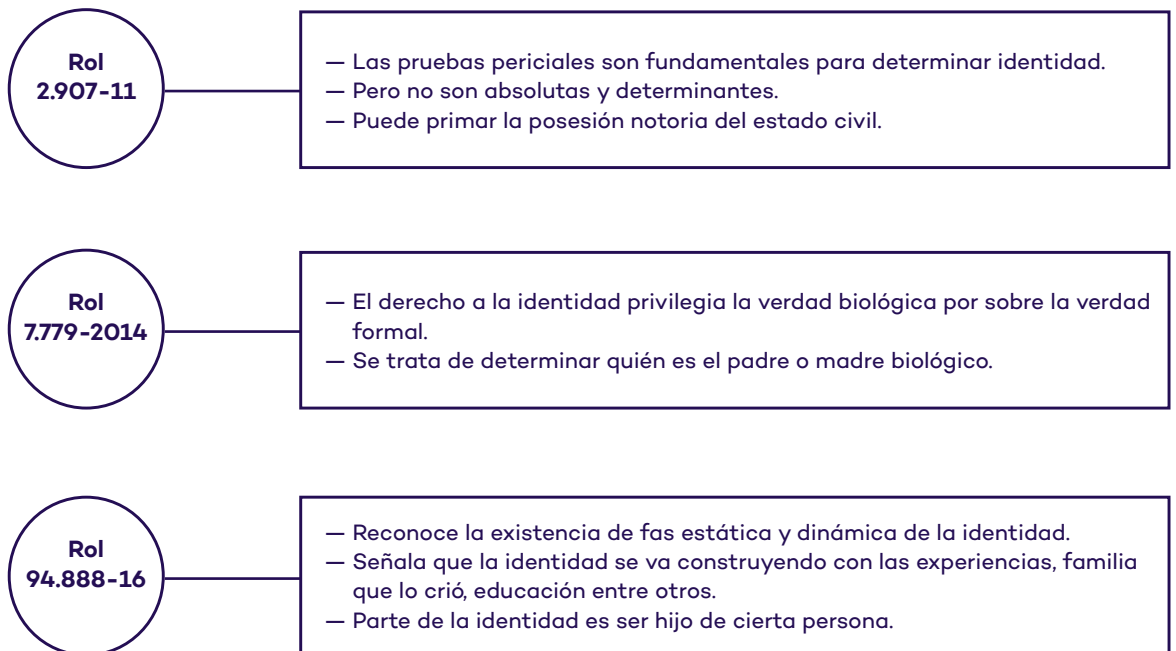 Rol
2.907-11
— Las pruebas periciales son fundamentales para determinar identidad.
— Pero no son absolutas y determinantes.
— Puede primar la posesión notoria del estado civil.
Rol
7.779-2014
— El derecho a la identidad privilegia la verdad biológica por sobre la verdad
formal.
— Se trata de determinar quién es el padre o madre biológico.
Rol
94.888-16
— Reconoce la existencia de fas estática y dinámica de la identidad.
— Señala que la identidad se va construyendo con las experiencias, familia
que lo crió, educación entre otros.
— Parte de la identidad es ser hijo de cierta persona.